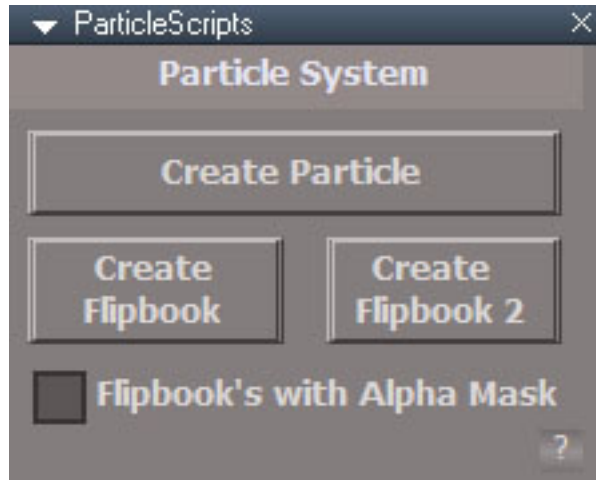 ParticleScripts
Particle System
Create Particle
Create
Flipbook
Create
Flipbook 2
Flipbook's with Alpha Mask
?